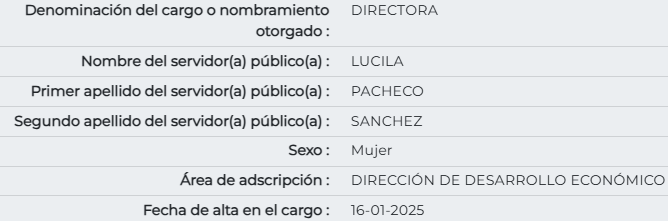 Denominación del cargo o nombramiento DIRECTORA
otorgado :
Nombre del servidor(a) público(a) : LUCILA
Primer apellido del servidor(a) público(a) : PACHECO
Segundo apellido del servidor(a) público(a) : SANCHEZ
Sexo : Mujer
Área de adscripción : DIRECCIÓN DE DESARROLLO ECONÓMICO
Fecha de alta en el cargo : 16-01-2025